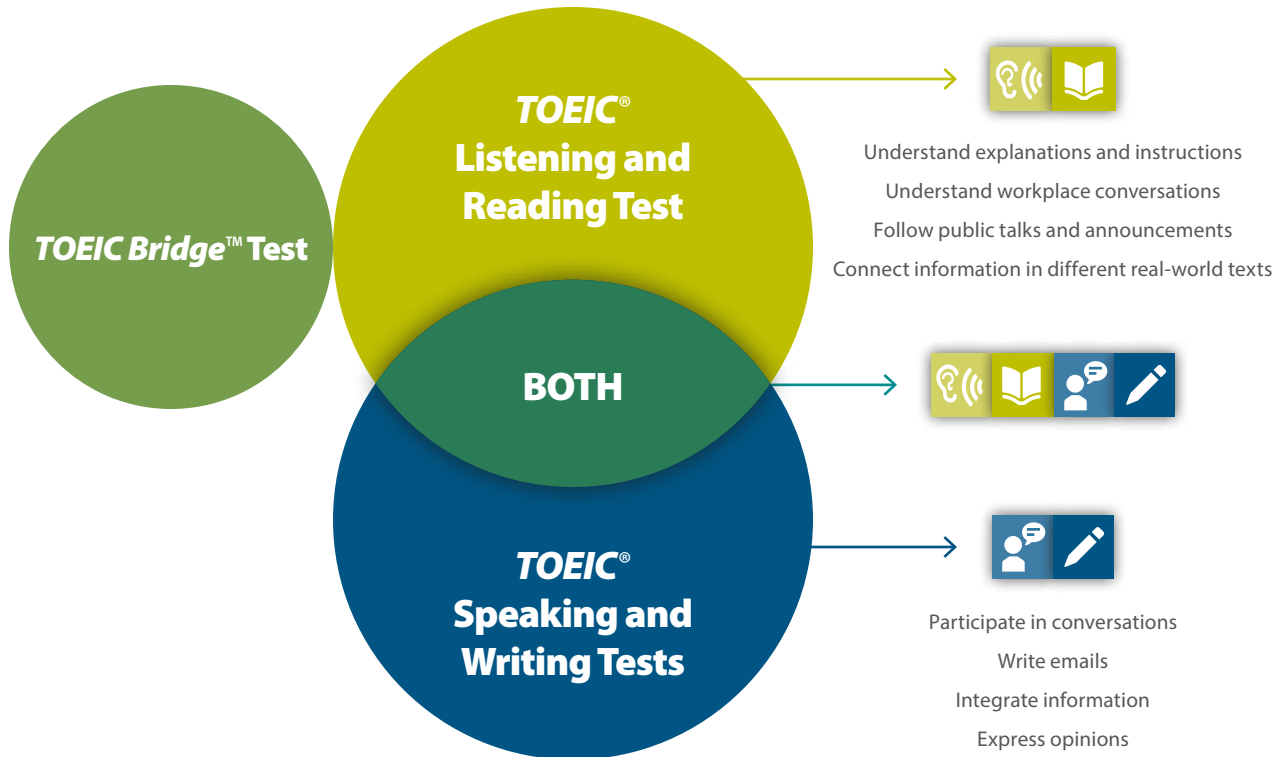 TOEIC Bridge™ Test
TOEIC®
Listening and
Reading Test
Understand explanations and instructions
Understand workplace conversations
Follow public talks and announcements
Connect information in different real-world texts
BOTH
TOEIC®
Speaking and
Writing Tests
Participate in conversations
Write emails
Integrate information
Express opinions